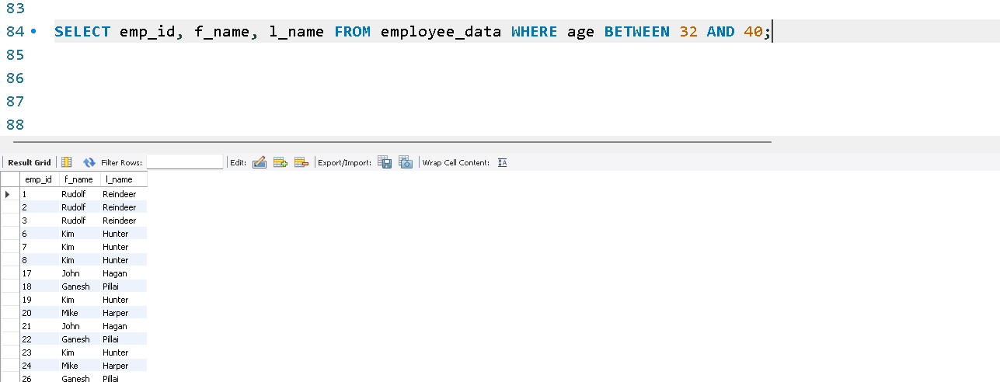 83
84 SELECT emp_id, f_name, l_name FROM employee_data WHERE age BETWEEN 32 AND 40;
85
86
87
88
Result Grid Filter Rows: Edit: Export/Import: Wrap Cell Content: IA
emp_id f_name l_name
1 Rudolf Reindeer
2 Rudolf Reindeer
3 Rudolf Reindeer
6 Kim Hunter
7 Kim Hunter
8 Kim Hunter
17 John Hagan
18 Ganesh Pillai
19 Kim Hunter
20 Mike Harper
21 John Hagan
22 Ganesh Pillai
23 Kim Hunter
24 Mike Harper
26 Ganesh Pillai